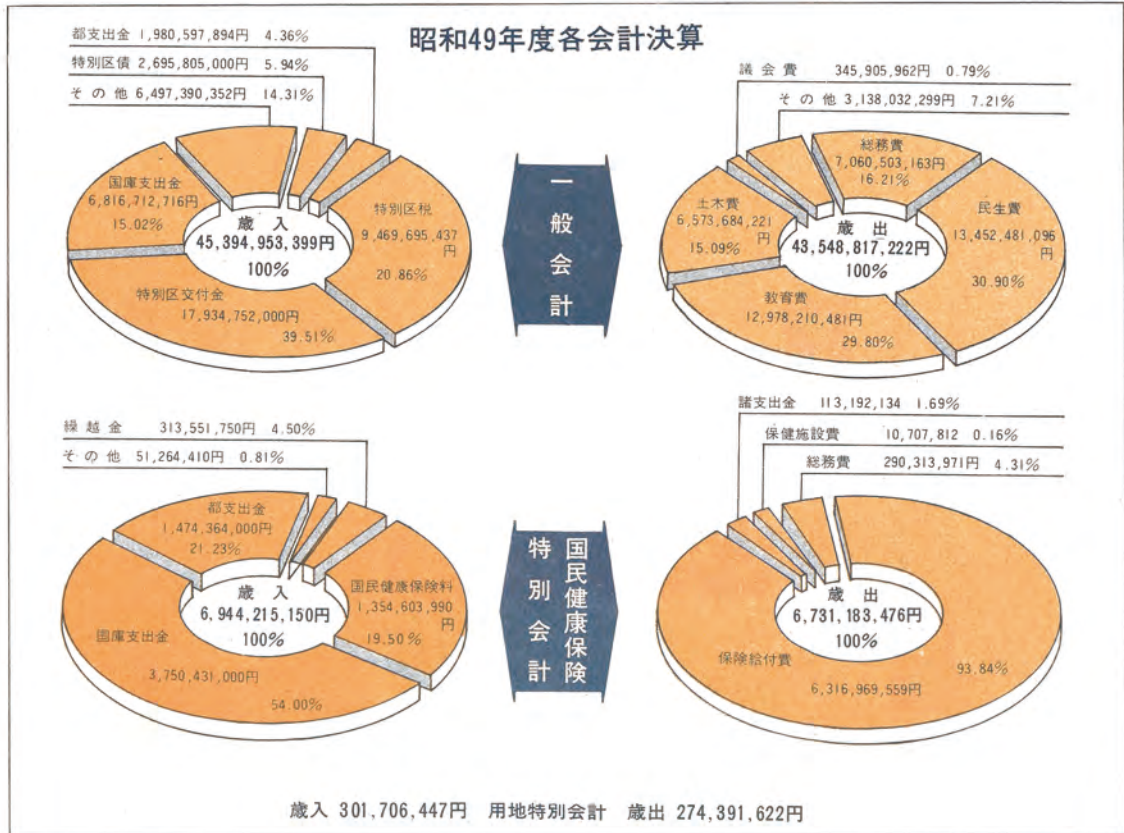 昭和49年度各会計決算
都支出金 1,980,597,894円 4.36%
特別区債 2,695,805,000円 5.94%
その他 6,497,390,352円 14.31%
国庫支出金
6,816,712,716円
15.02%
特別区税
9,469,695,437円
20.86%
特別区交付金
17,934,752,000円
39.51%
歳入
45,394,953,399円
100%
一般会計
議会費 345,905,962円 0.79%
その他 3,138,032,299円 7.21%
総務費
7,060,503,163円
16.21%
土木費
6,573,684,221円
15.09%
民生費
13,452,481,096円
30.90%
教育費
12,978,210,481円
29.80%
歳出
43,548,817,222円
100%
繰越金 313,551,750円 4.50%
その他 51,264,410円 0.81%
都支出金
1,474,364,000円
21.23%
国民健康保険料
1,354,603,990円
19.50%
国庫支出金
3,750,431,000円
54.00%
歳入
6,944,215,150円
100%
国民健康保険
特別会計
諸支出金 113,192,134 1.69%
保健施設費 10,707,812 0.16%
総務費 290,313,971円 4.31%
歳出
6,731,183,476円
100%
保険給付費
6,316,969,559円
93.84%
歳入 301,706,447円 用地特別会計 歳出 274,391,622円